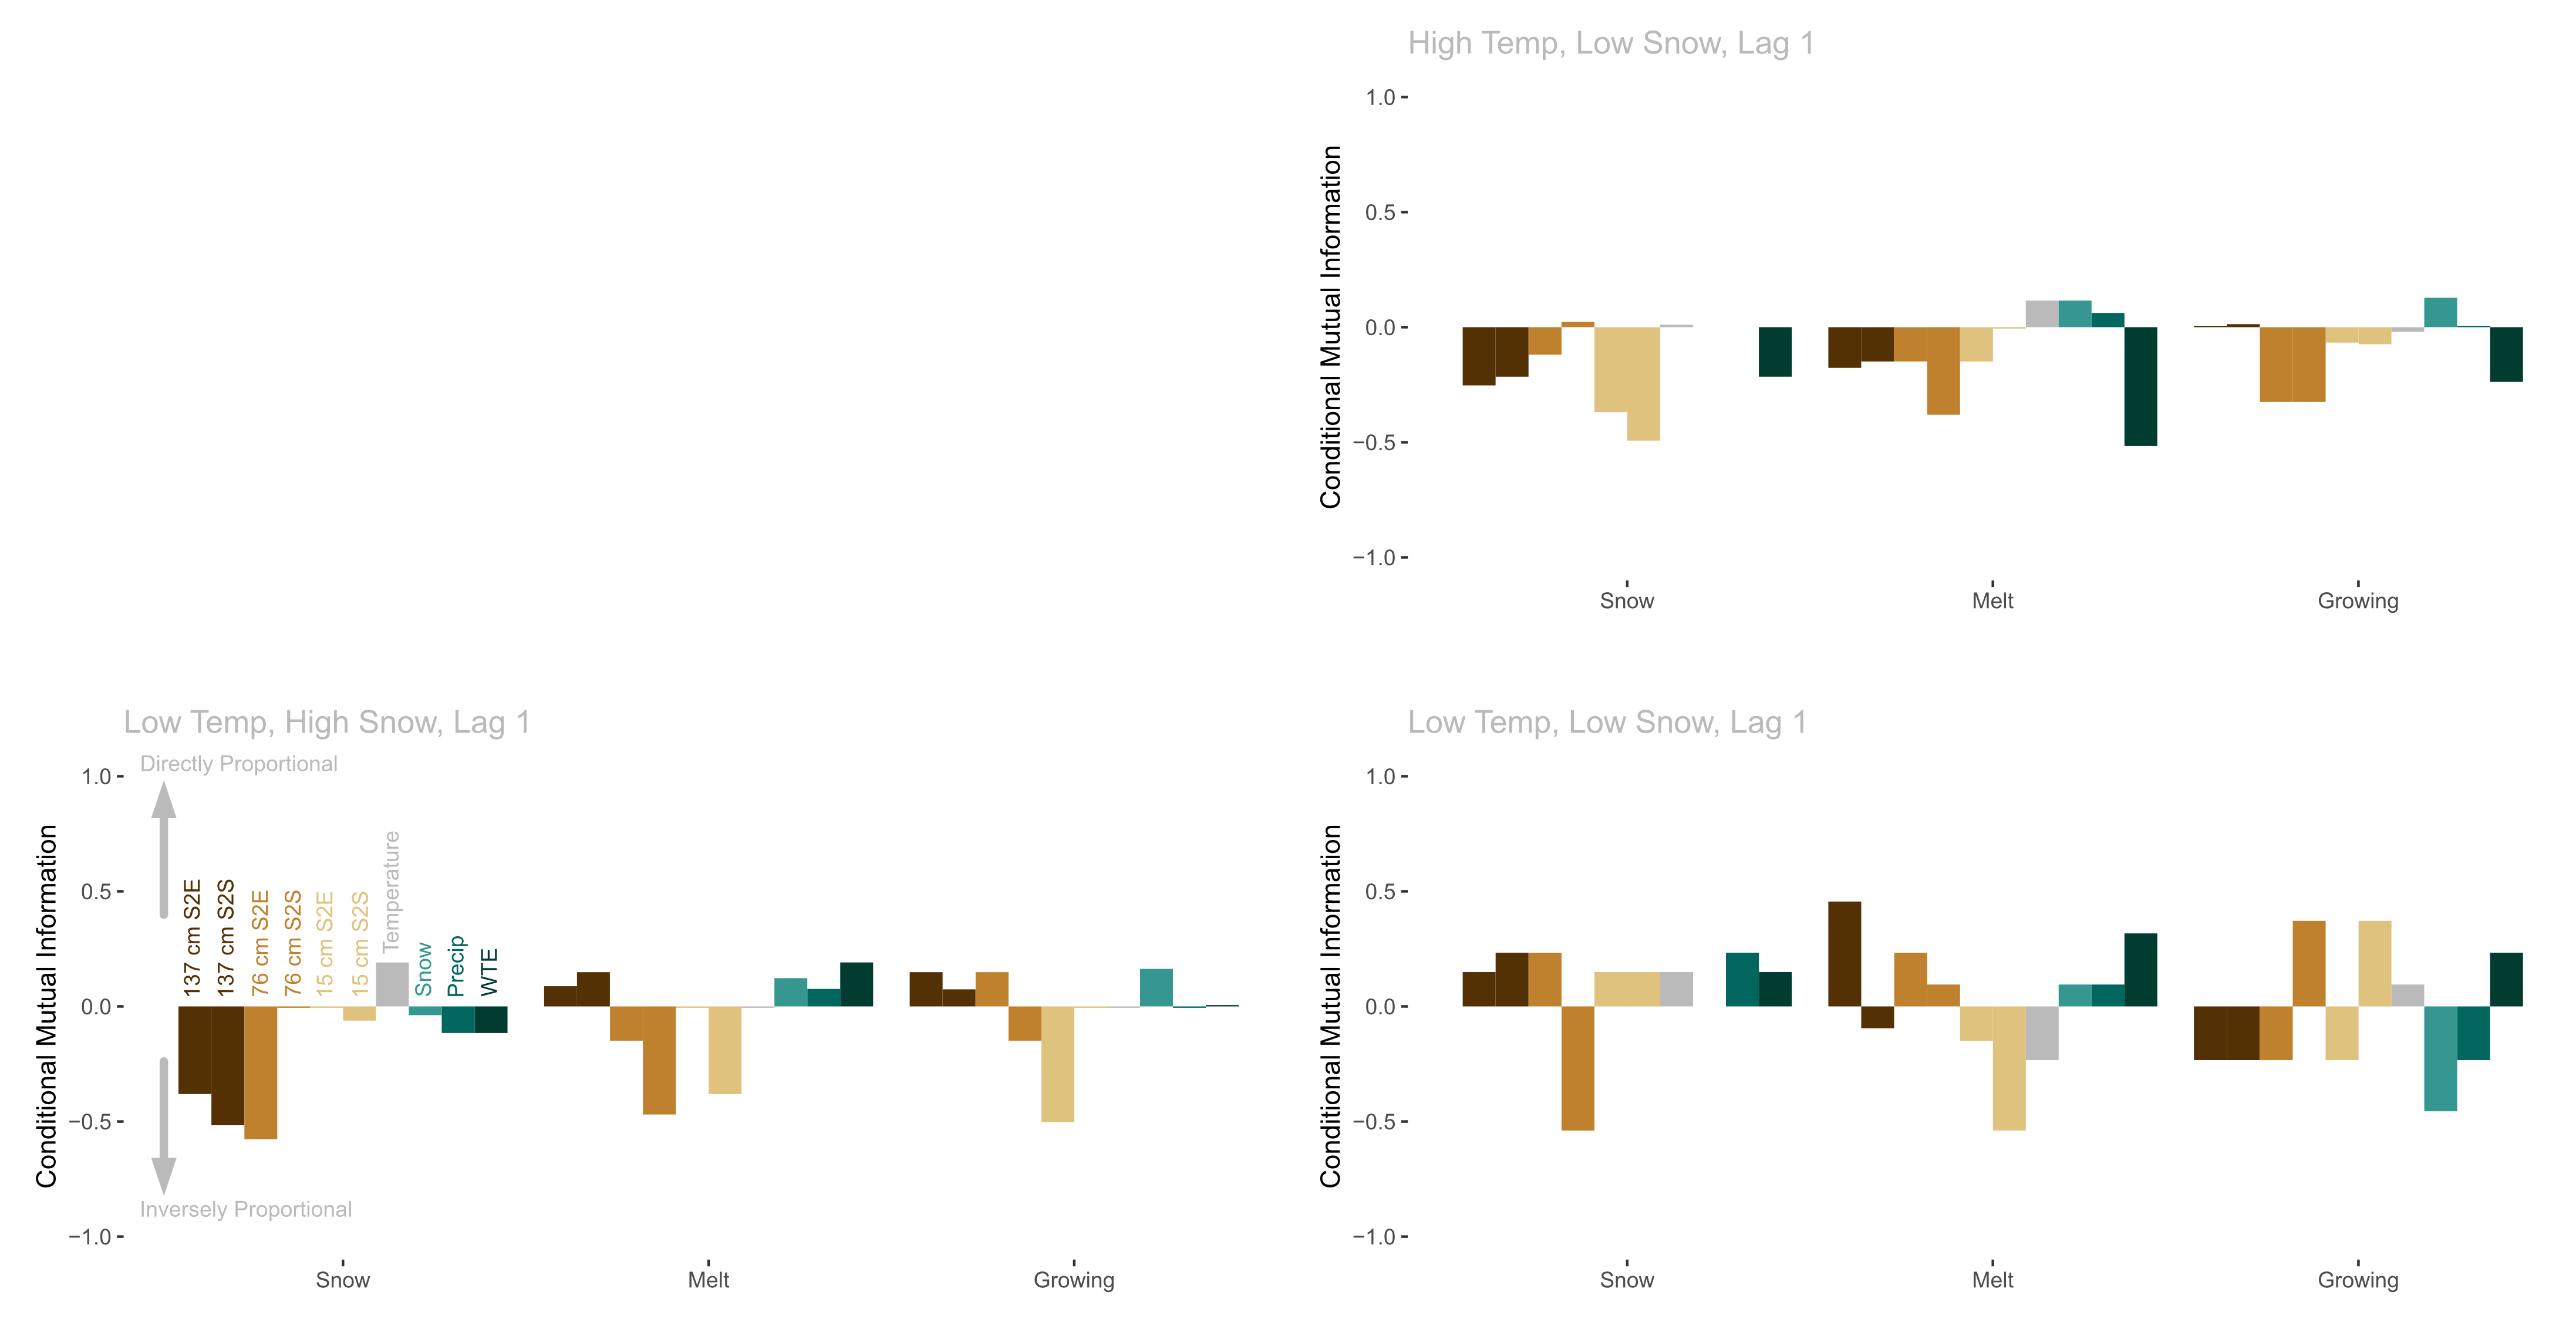 High Temp, Low Snow, Lag 1
Conditional Mutual Information
1.0
0.5
0.0
−0.5
−1.0
Snow
Melt
Growing
Low Temp, High Snow, Lag 1
Directly Proportional
Conditional Mutual Information
1.0
0.5
0.0
−0.5
−1.0
137 cm S2E
137 cm S2S
76 cm S2E
76 cm S2S
15 cm S2E
15 cm S2S
Temperature
Snow
Precip
WTE
Inversely Proportional
Snow
Melt
Growing
Low Temp, Low Snow, Lag 1
Conditional Mutual Information
1.0
0.5
0.0
−0.5
−1.0
Snow
Melt
Growing